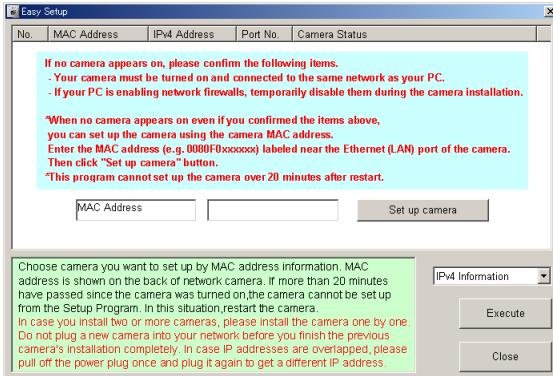 Easy Setup
No. MAC Address IPv4 Address Port No. Camera Status
If no camera appears on, please confirm the following items.
- Your camera must be turned on and connected to the same network as your PC.
- If your PC is enabling network firewalls, temporarily disable them during the camera installation.
*When no camera appears on even if you confirmed the items above,
you can set up the camera using the camera MAC address.
Enter the MAC address (e.g. 0080F0xxxxxx) labeled near the Ethernet (LAN) port of the camera.
Then click "Set up camera" button.
*This program cannot set up the camera over 20 minutes after restart.
MAC Address Set up camera
Choose camera you want to set up by MAC address information. MAC
address is shown on the back of network camera. If more than 20 minutes
have passed since the camera was turned on,the camera cannot be set up
from the Setup Program. In this situation,restart the camera.
In case you install two or more cameras, please install the camera one by one.
Do not plug a new camera into your network before you finish the previous
camera's installation completely. In case IP addresses are overlapped, please
pull off the power plug once and plug it again to get a different IP address.
IPv4 Information
Execute
Close